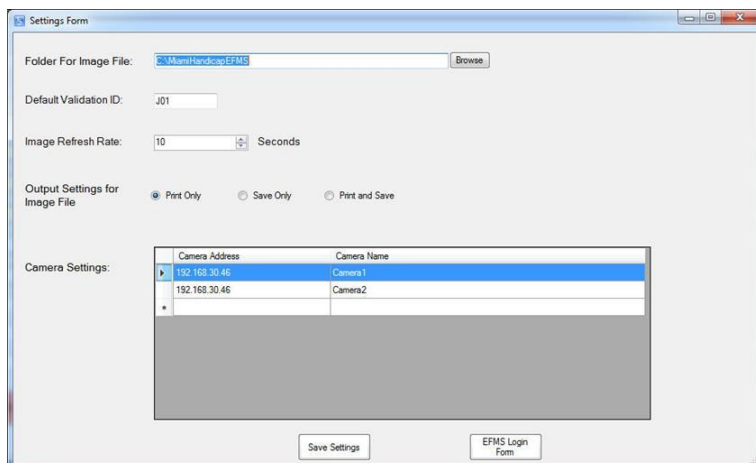 Settings Form
Folder For Image File: C:\MiamiHandicapEFMS Browse
Default Validation ID: J01
Image Refresh Rate: 10 Seconds
Output Settings for
Image File
Print Only Save Only Print and Save
Camera Settings:
Camera Address Camera Name
192.168.30.46 Camera1
192.168.30.46 Camera2
*
Save Settings
EFMS Login
Form